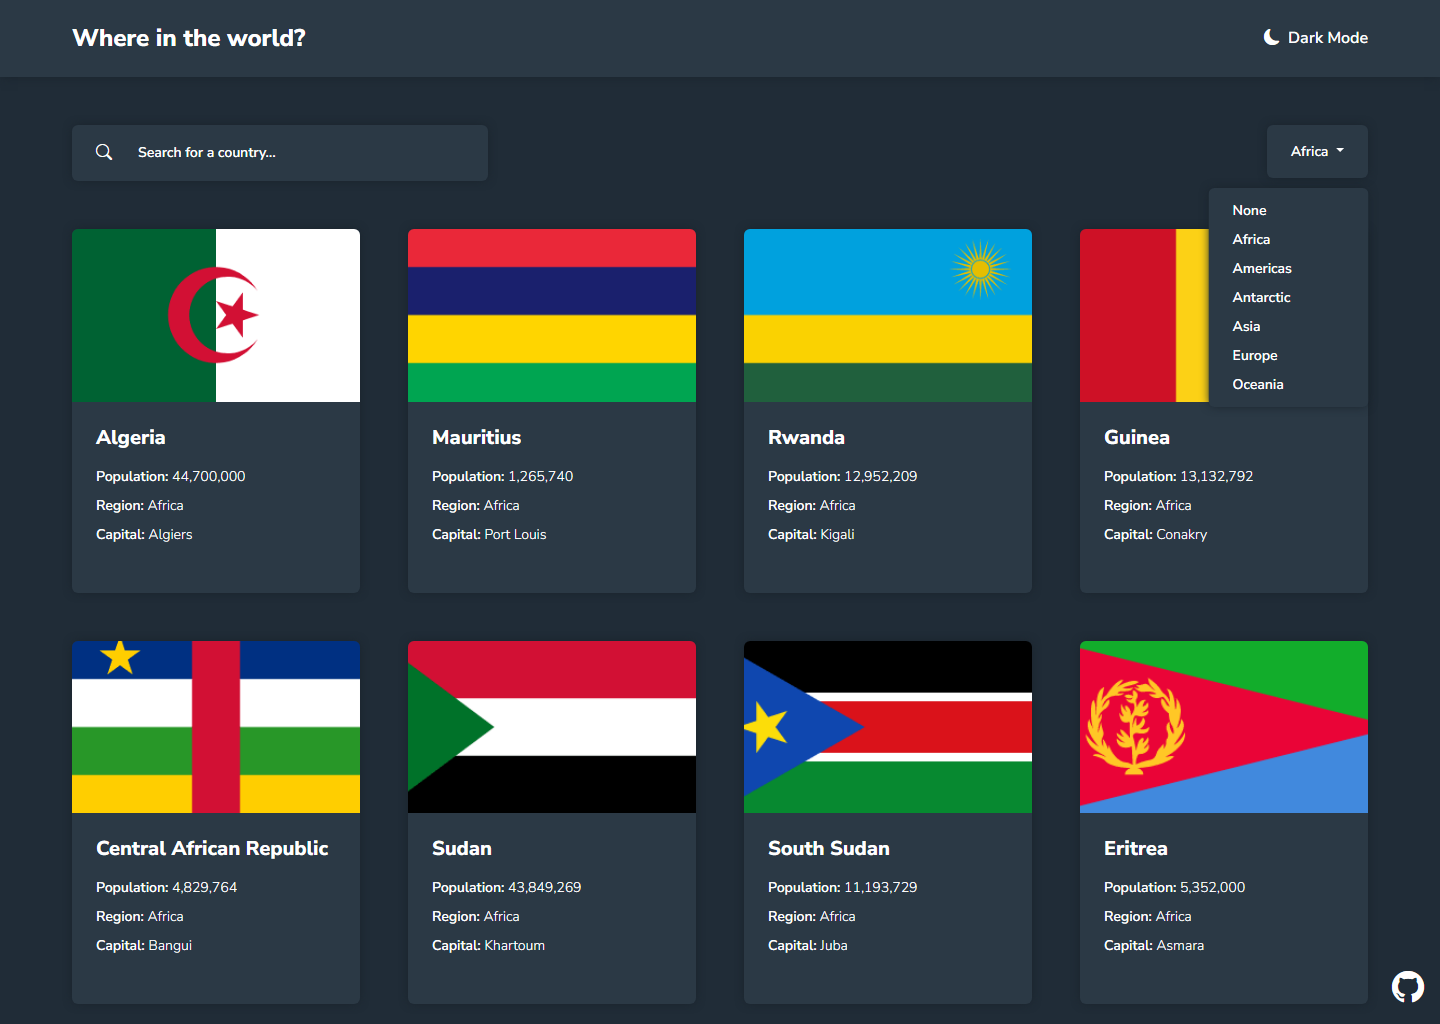 Where in the world?
Dark Mode
Search for a country...
Africa
None
Africa
Americas
Antarctic
Asia
Europe
Oceania
Algeria
Population: 44,700,000
Region: Africa
Capital: Algiers
Mauritius
Population: 1,265,740
Region: Africa
Capital: Port Louis
Rwanda
Population: 12,952,209
Region: Africa
Capital: Kigali
Guinea
Population: 13,132,792
Region: Africa
Capital: Conakry
Central African Republic
Population: 4,829,764
Region: Africa
Capital: Bangui
Sudan
Population: 43,849,269
Region: Africa
Capital: Khartoum
South Sudan
Population: 11,193,729
Region: Africa
Capital: Juba
Eritrea
Population: 5,352,000
Region: Africa
Capital: Asmara